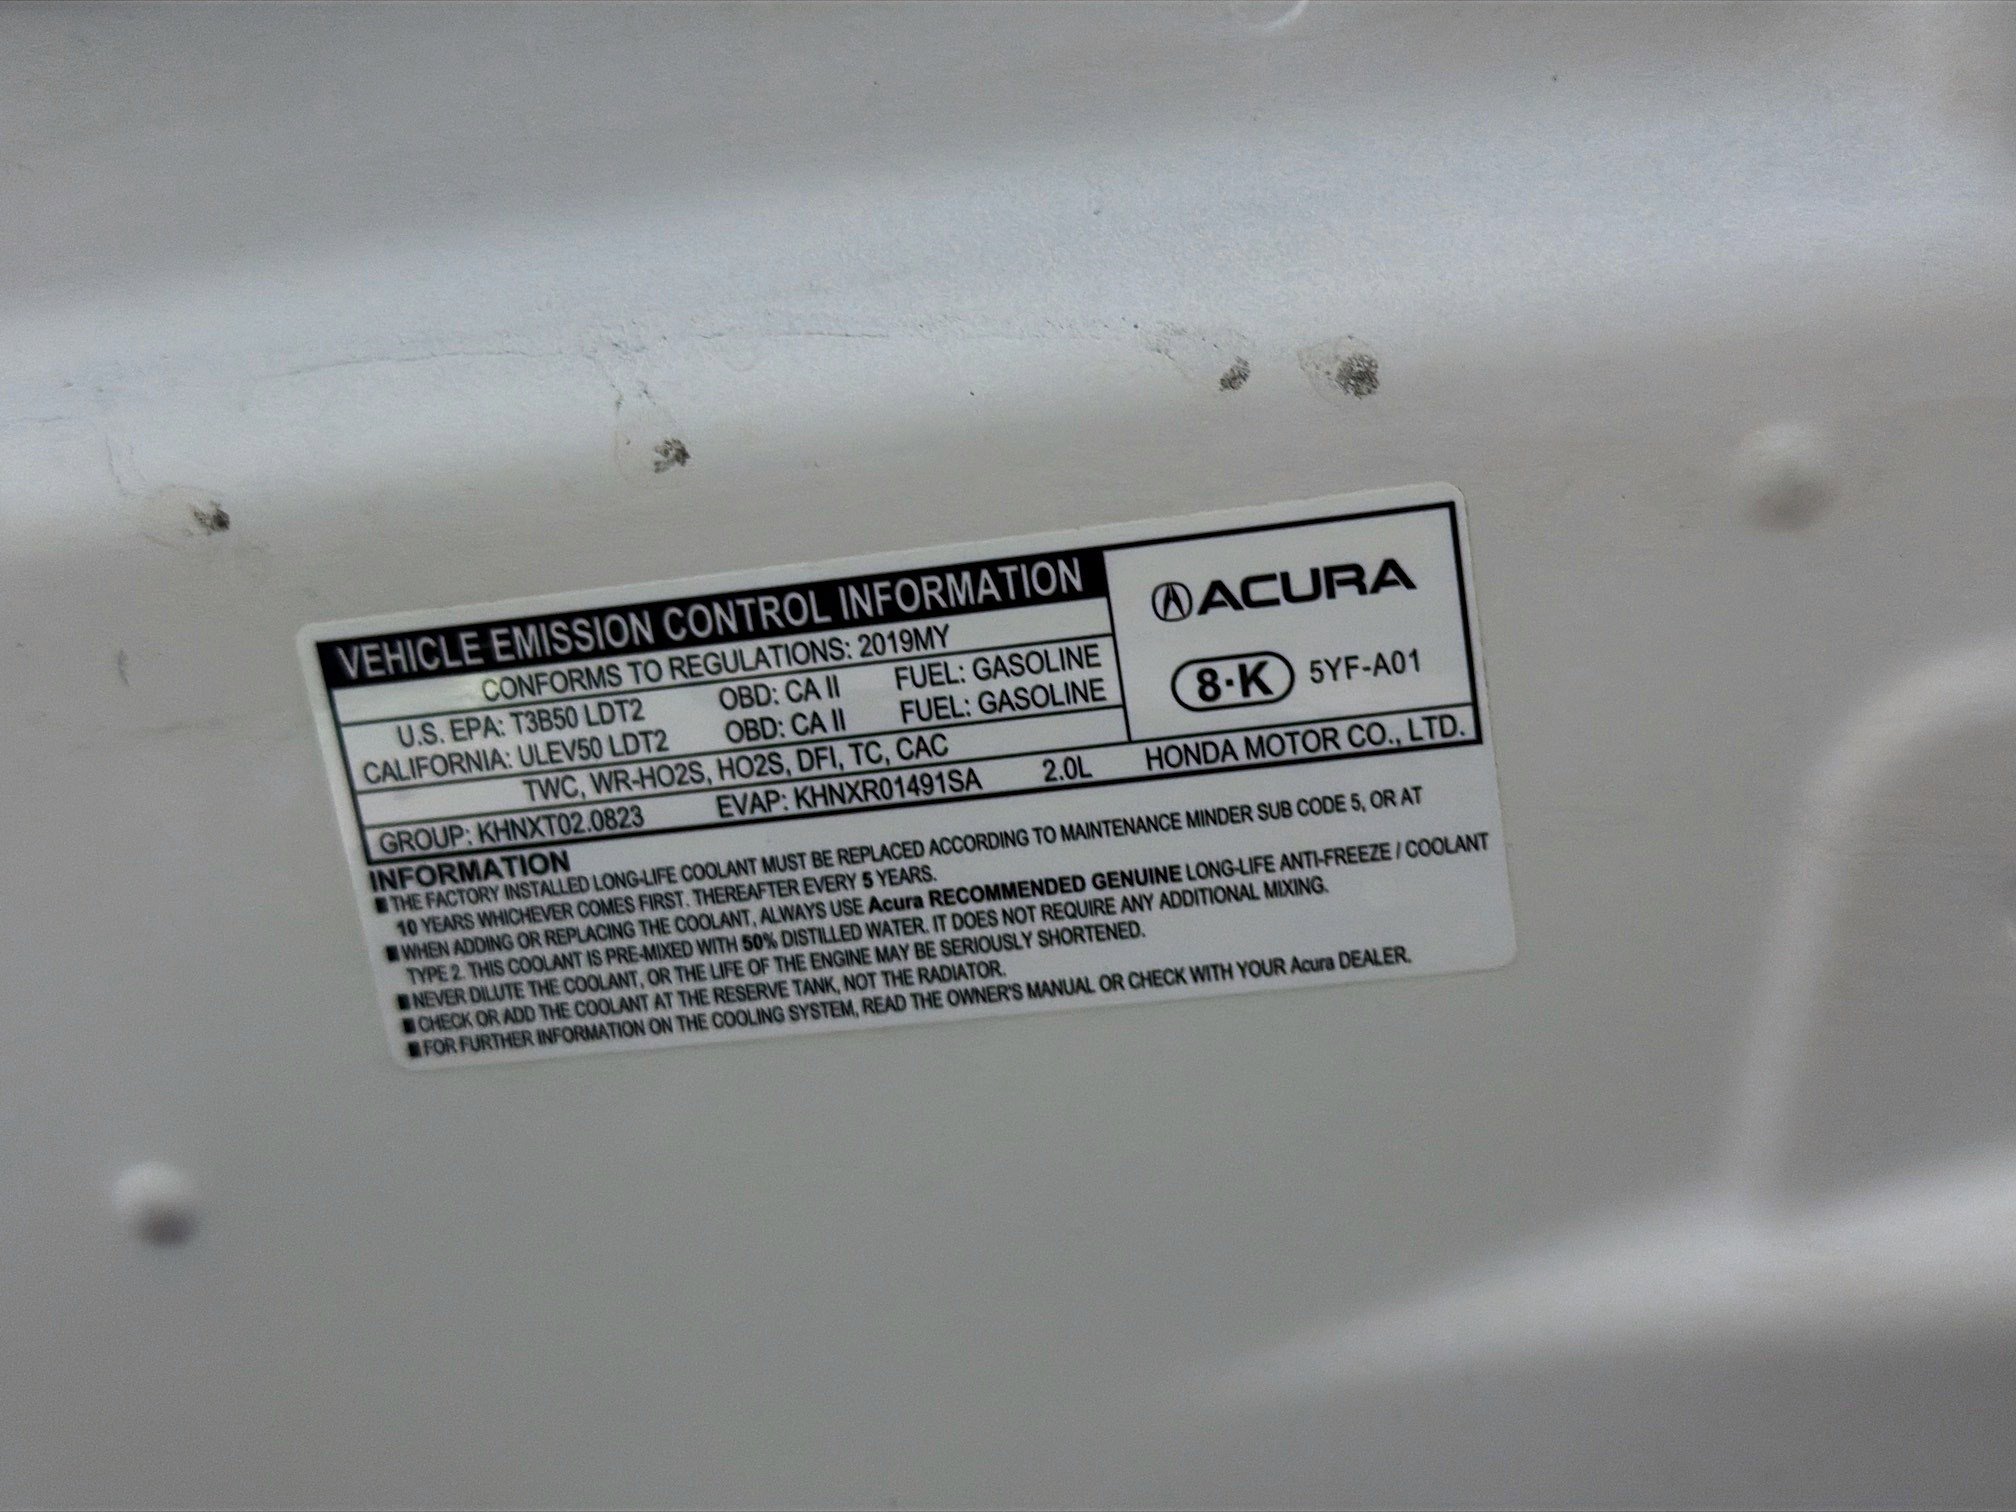 VEHICLE EMISSION CONTROL INFORMATION
CONFORMS TO REGULATIONS: 2019MY
U.S. EPA: T3B50 LDT2 OBD: CA II FUEL: GASOLINE
CALIFORNIA: ULEV50 LDT2 OBD: CA II FUEL: GASOLINE
TWC, WR-HO2S, HO2S, DFI, TC, CAC
ACURA
8·K 5YF-A01
GROUP: KHNXT02.0823 EVAP: KHNXR01491SA 2.0L HONDA MOTOR CO., LTD.
INFORMATION
■ THE FACTORY INSTALLED LONG-LIFE COOLANT MUST BE REPLACED ACCORDING TO MAINTENANCE MINDER SUB CODE 5, OR AT
10 YEARS WHICHEVER COMES FIRST. THEREAFTER EVERY 5 YEARS.
■ WHEN ADDING OR REPLACING THE COOLANT, ALWAYS USE Acura RECOMMENDED GENUINE LONG-LIFE ANTI-FREEZE / COOLANT
TYPE 2. THIS COOLANT IS PRE-MIXED WITH 50% DISTILLED WATER. IT DOES NOT REQUIRE ANY ADDITIONAL MIXING.
■ NEVER DILUTE THE COOLANT, OR THE LIFE OF THE ENGINE MAY BE SERIOUSLY SHORTENED.
■ CHECK OR ADD THE COOLANT AT THE RESERVE TANK, NOT THE RADIATOR.
■ FOR FURTHER INFORMATION ON THE COOLING SYSTEM, READ THE OWNER'S MANUAL OR CHECK WITH YOUR Acura DEALER.